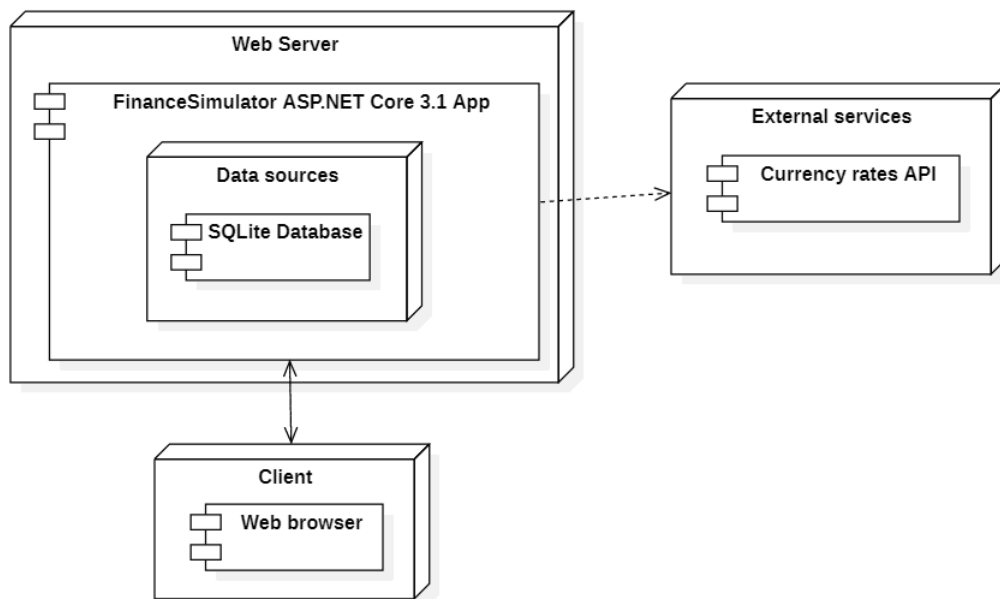 Web Server
FinanceSimulator ASP.NET Core 3.1 App
Data sources
SQLite Database
External services
Currency rates API
Client
Web browser